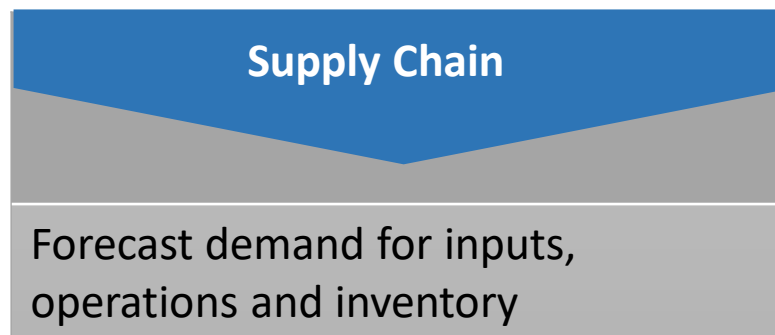 Supply Chain
Forecast demand for inputs,
operations and inventory